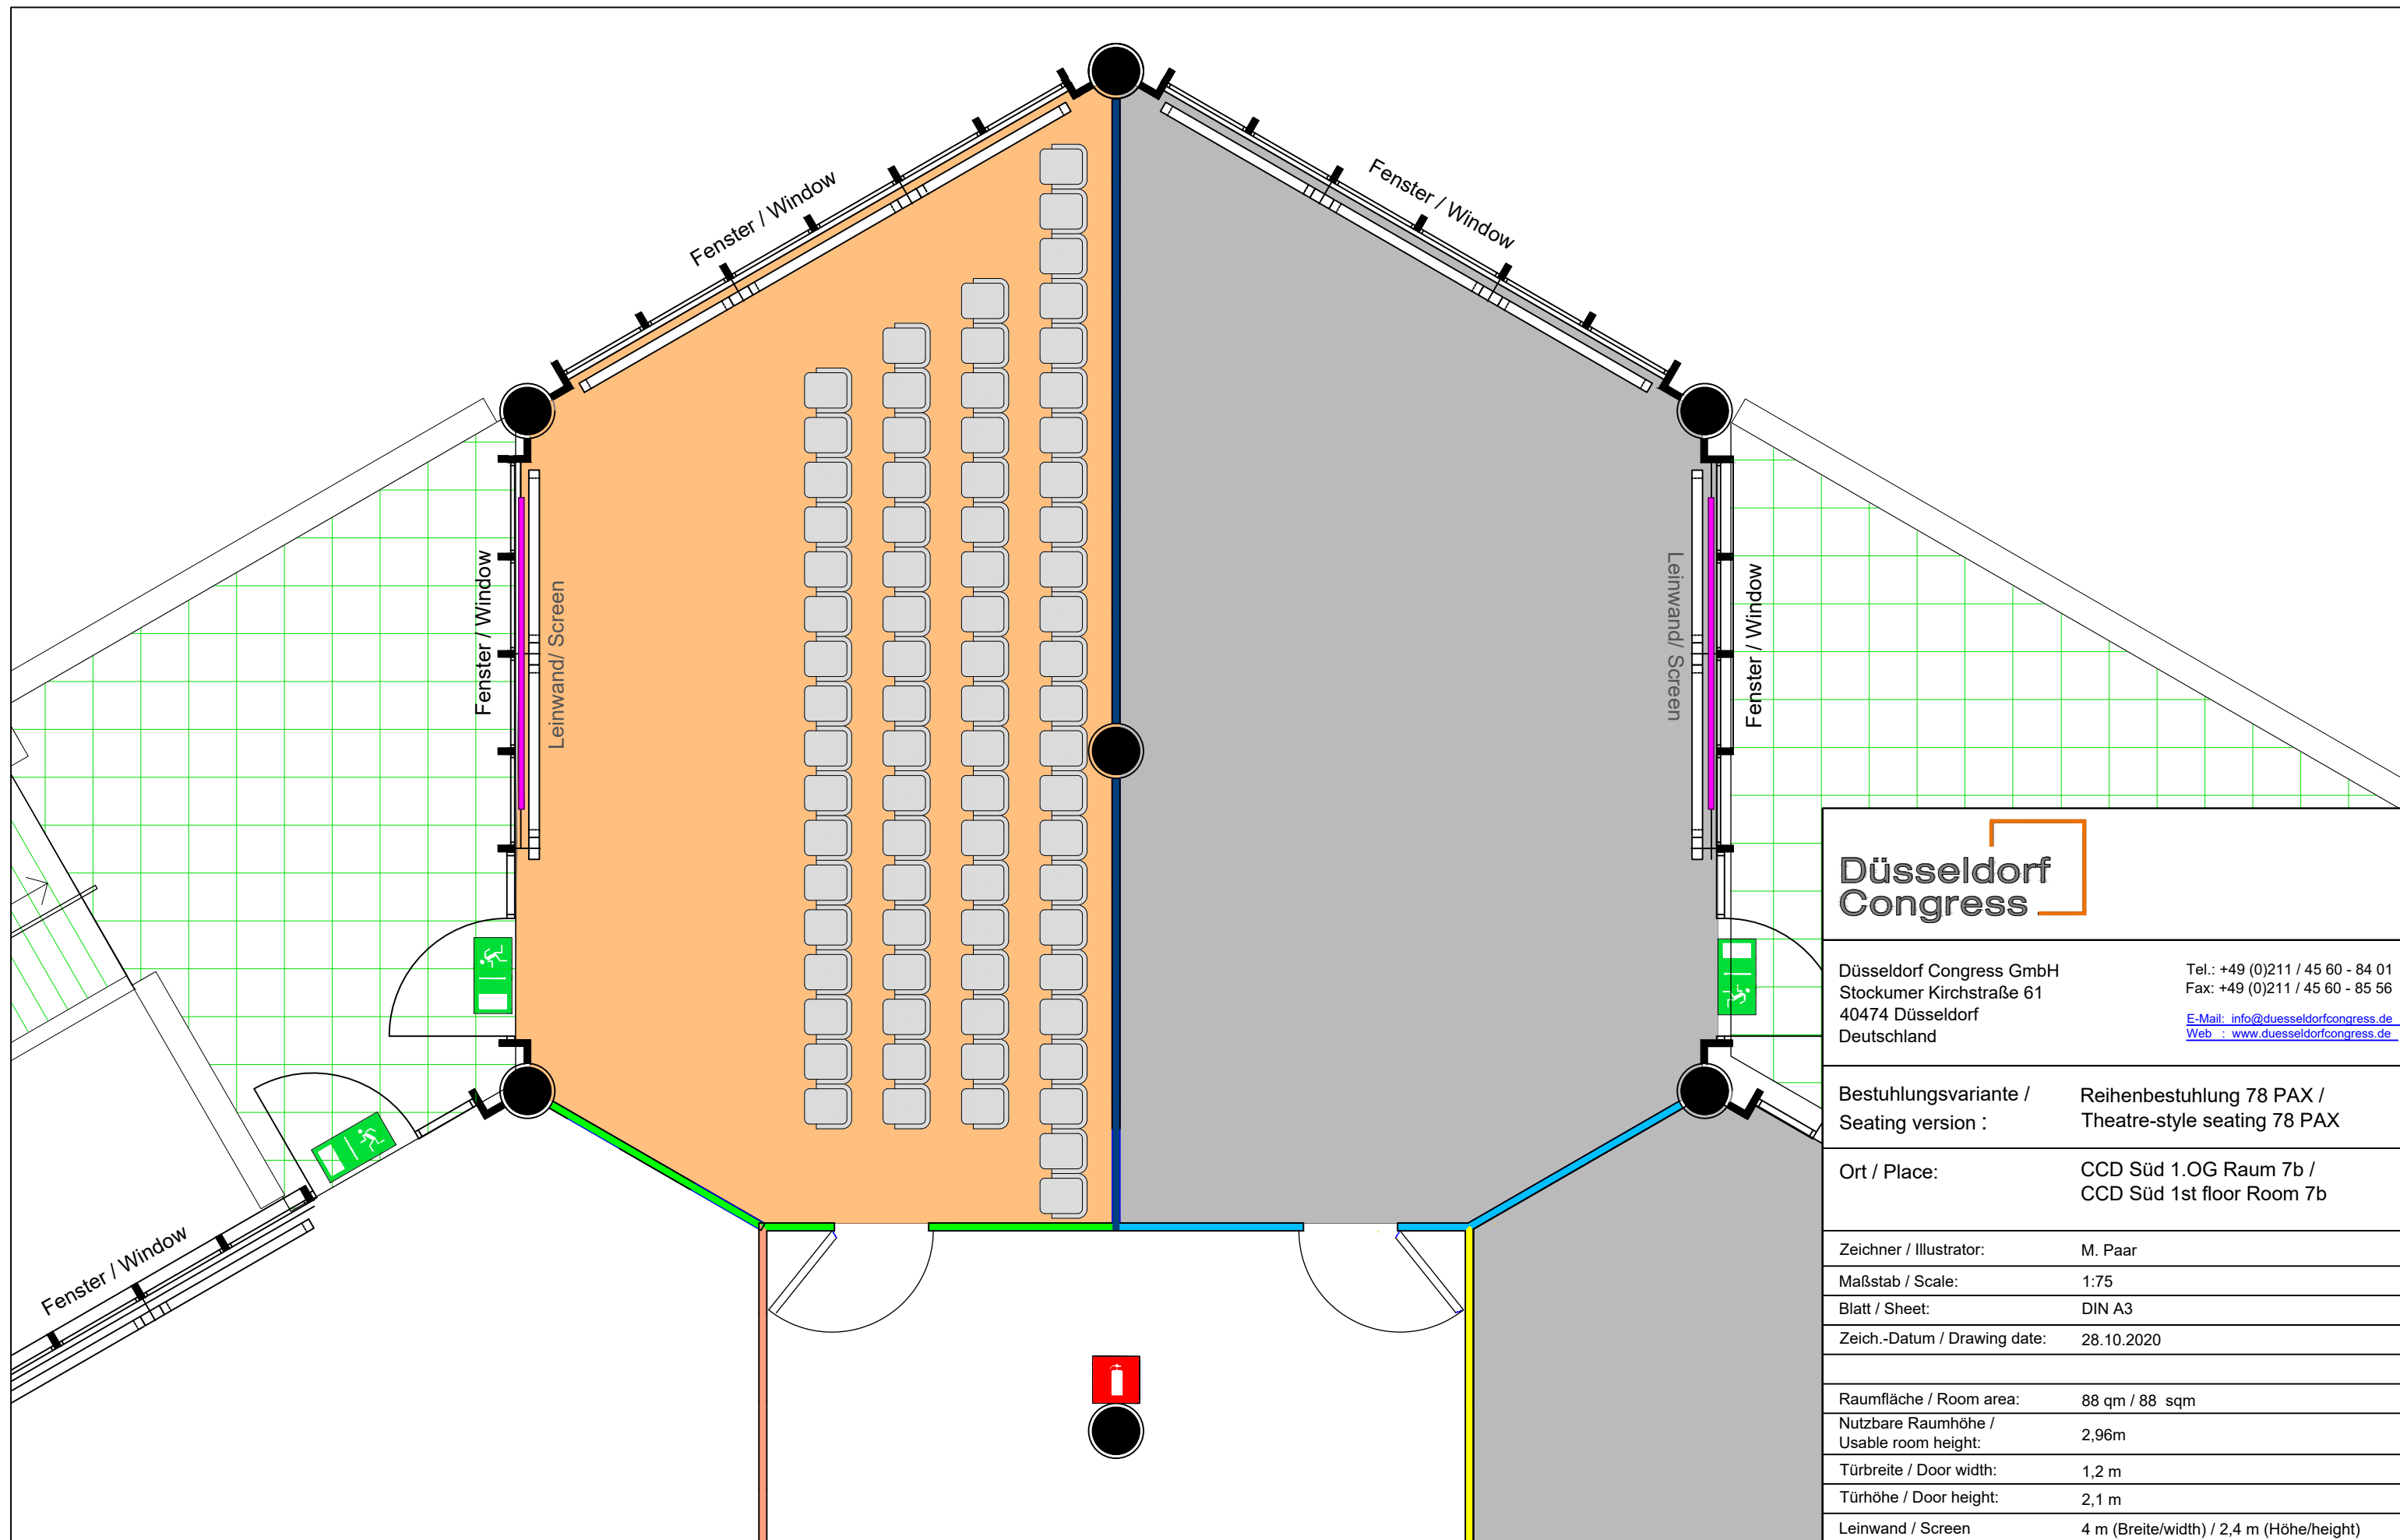 Fenster / Window
Fenster / Window
Fenster / Window
Leinwand/ Screen
Leinwand/ Screen
Fenster / Window
Fenster / Window
Düsseldorf
Congress
Düsseldorf Congress GmbH
Stockumer Kirchstraße 61
40474 Düsseldorf
Deutschland
Tel.: +49 (0)211 / 45 60 - 84 01
Fax: +49 (0)211 / 45 60 - 85 56
E-Mail: info@duesseldorfcongress.de
Web : www.duesseldorfcongress.de
Bestuhlungsvariante / Reihenbestuhlung 78 PAX /
Seating version : Theatre-style seating 78 PAX
Ort / Place: CCD Süd 1.OG Raum 7b /
CCD Süd 1st floor Room 7b
Zeichner / Illustrator: M. Paar
Maßstab / Scale: 1:75
Blatt / Sheet: DIN A3
Zeich.-Datum / Drawing date: 28.10.2020
Raumfläche / Room area: 88 qm / 88 sqm
Nutzbare Raumhöhe /
Usable room height: 2,96m
Türbreite / Door width: 1,2 m
Türhöhe / Door height: 2,1 m
Leinwand / Screen 4 m (Breite/width) / 2,4 m (Höhe/height)